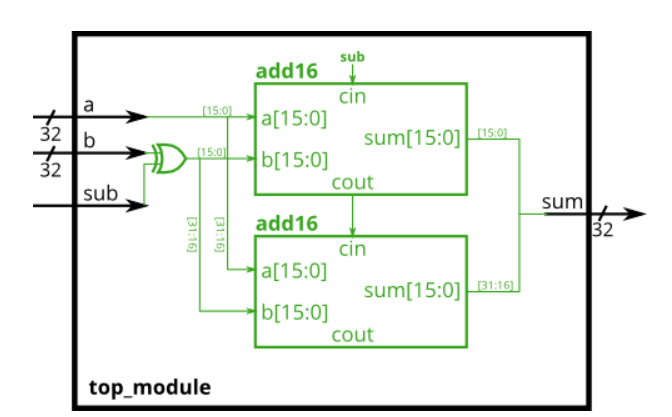 sub
add16
cin
a
[15:0]
a[15:0]
32
sum[15:0]
[15:0]
b
[15:0]
b[15:0]
32
cout
sub
sum
32
[31:16]
[31:16]
add16
cin
a[15:0]
sum[15:0]
[31:16]
b[15:0]
cout
top_module